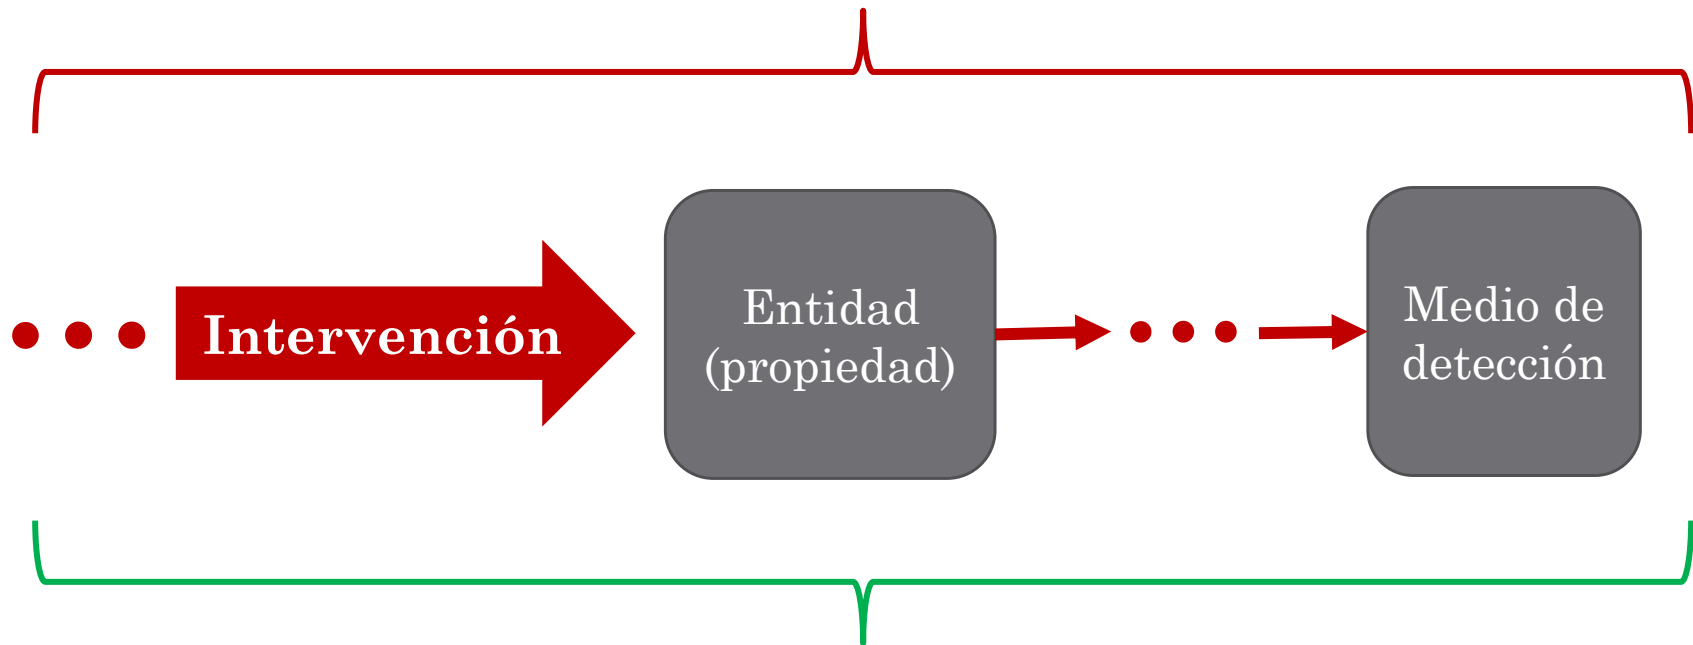 Intervención
Entidad
(propiedad)
Medio de
detección